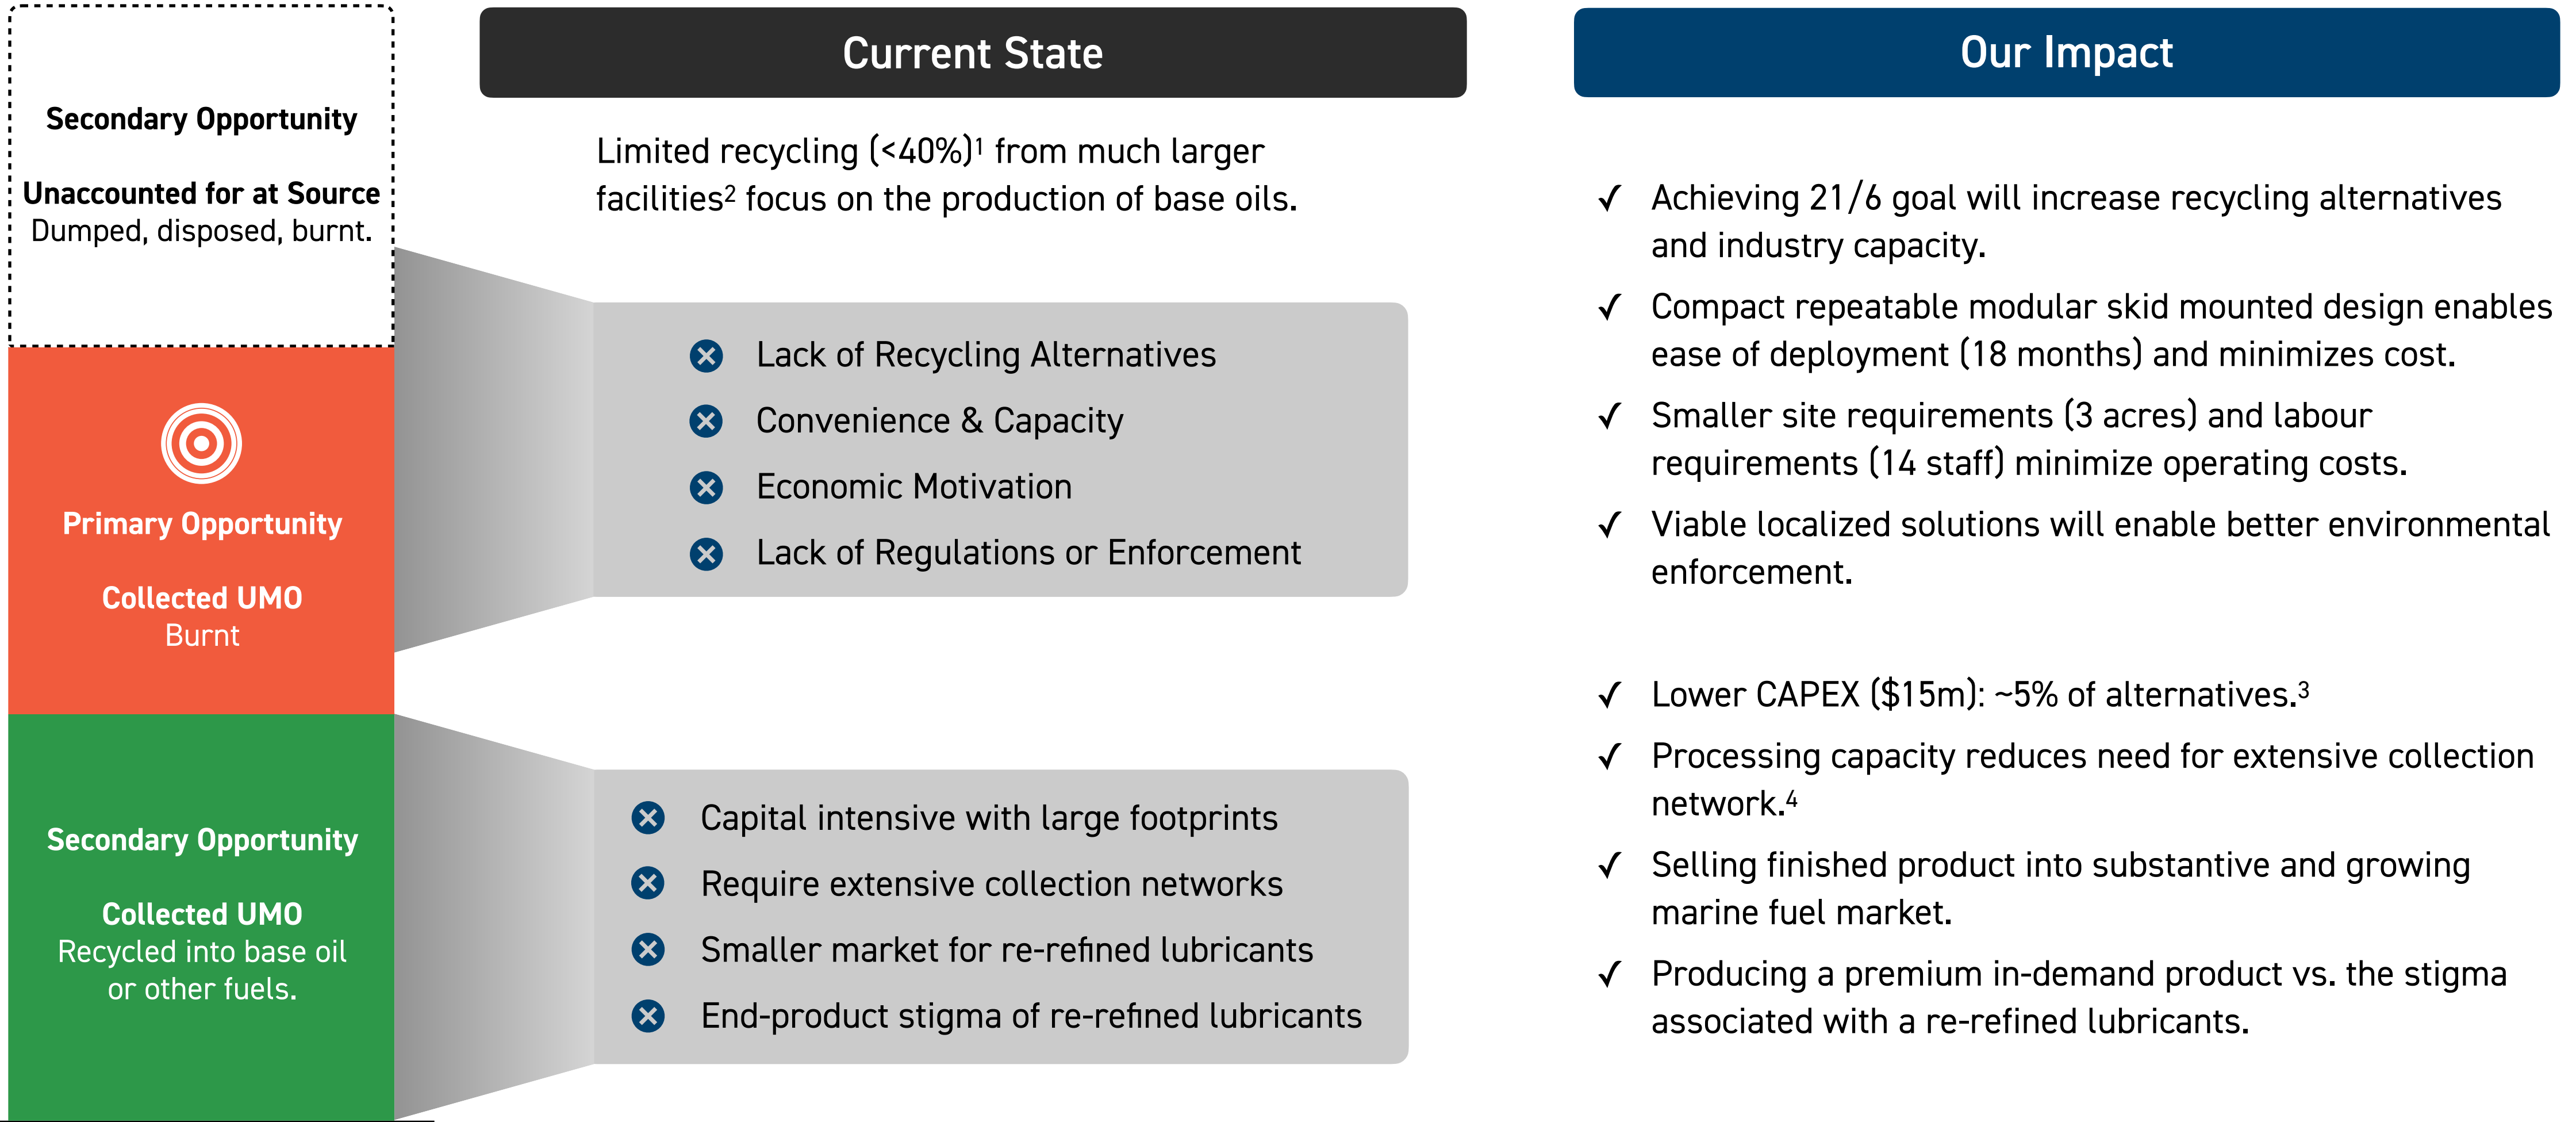 Secondary Opportunity
Unaccounted for at Source
Dumped, disposed, burnt.
Primary Opportunity
Collected UMO
Burnt
Secondary Opportunity
Collected UMO
Recycled into base oil
or other fuels.
Current State
Limited recycling (<40%)¹ from much larger
facilities² focus on the production of base oils.
Lack of Recycling Alternatives
Convenience & Capacity
Economic Motivation
Lack of Regulations or Enforcement
Capital intensive with large footprints
Require extensive collection networks
Smaller market for re-refined lubricants
End-product stigma of re-refined lubricants
Our Impact
✓ Achieving 21/6 goal will increase recycling alternatives
and industry capacity.
✓ Compact repeatable modular skid mounted design enables
ease of deployment (18 months) and minimizes cost.
✓ Smaller site requirements (3 acres) and labour
requirements (14 staff) minimize operating costs.
✓ Viable localized solutions will enable better environmental
enforcement.
✓ Lower CAPEX ($15m): ~5% of alternatives.³
✓ Processing capacity reduces need for extensive collection
network.⁴
✓ Selling finished product into substantive and growing
marine fuel market.
✓ Producing a premium in-demand product vs. the stigma
associated with a re-refined lubricants.